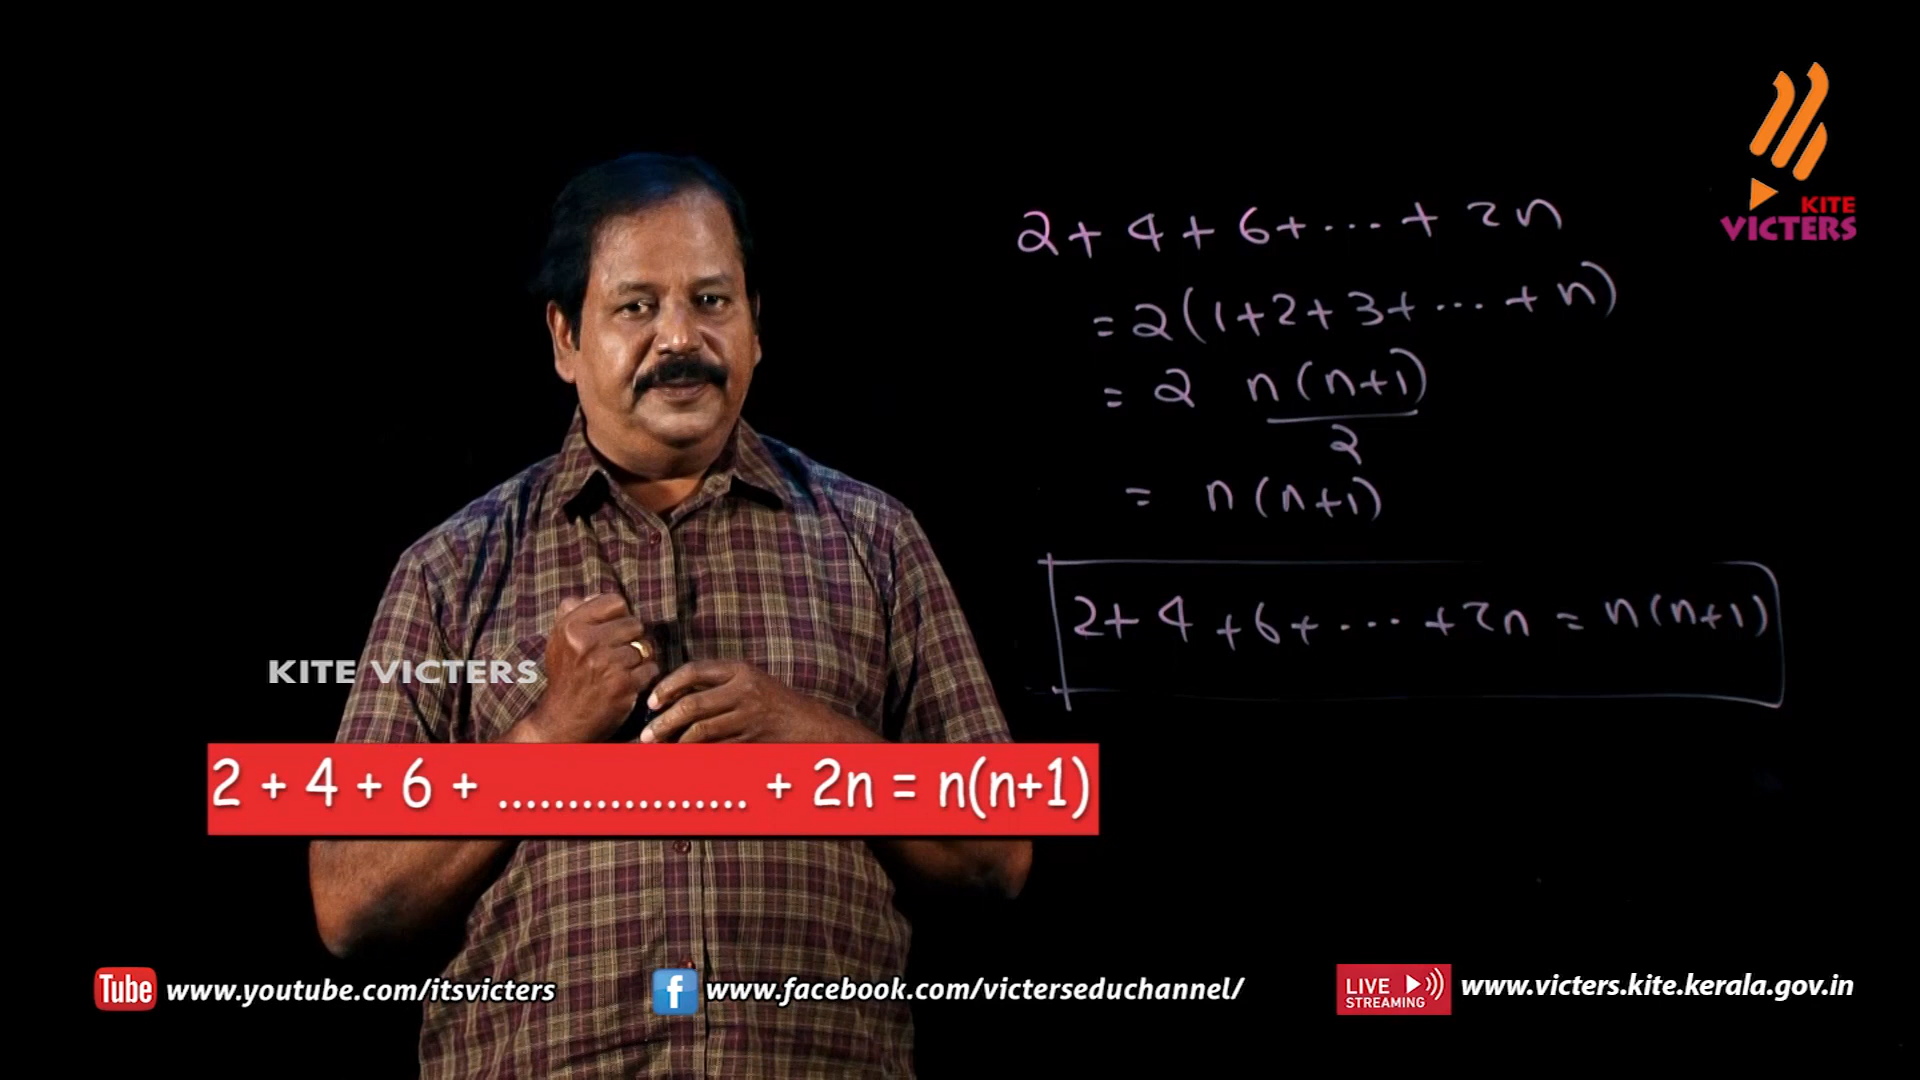 2 + 4 + 6 + ... + 2n
= 2(1+2+3+ ... + n)
= 2 n(n+1)
2
= n(n+1)
2 + 4 + 6 + ... + 2n = n(n+1)
KITE
VICTERS
KITE VICTERS
2 + 4 + 6 + .................. + 2n = n(n+1)
Tube www.youtube.com/itsvicters
f www.facebook.com/victerseduchannel/
LIVE STREAMING www.victers.kite.kerala.gov.in